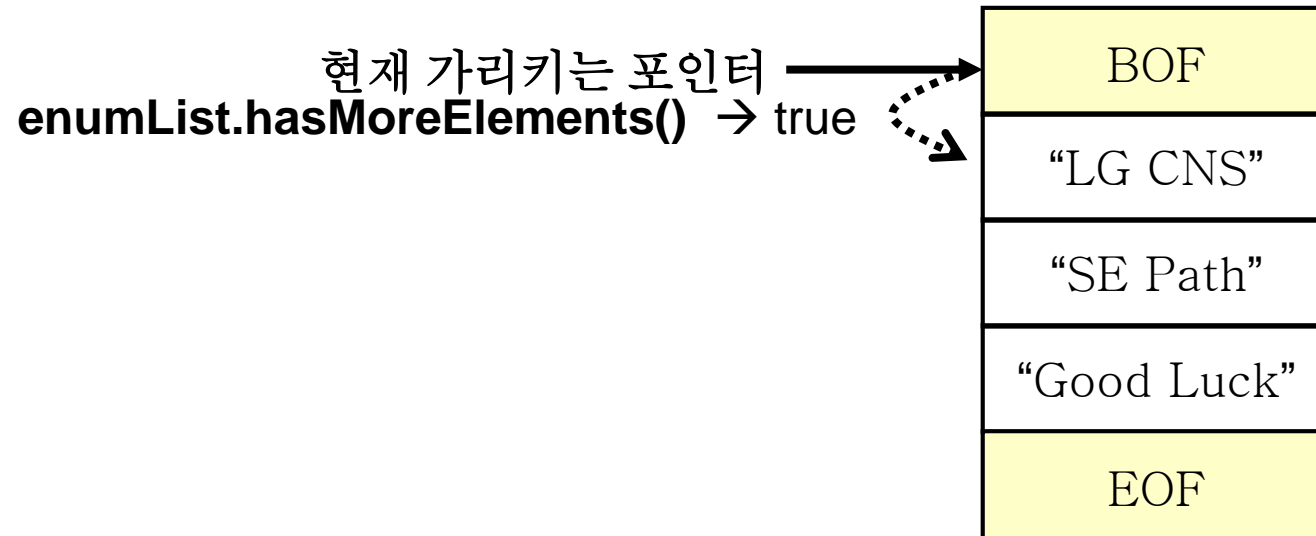 현재 가리키는 포인터
enumList.hasMoreElements() → true
BOF
“LG CNS”
“SE Path”
“Good Luck”
EOF